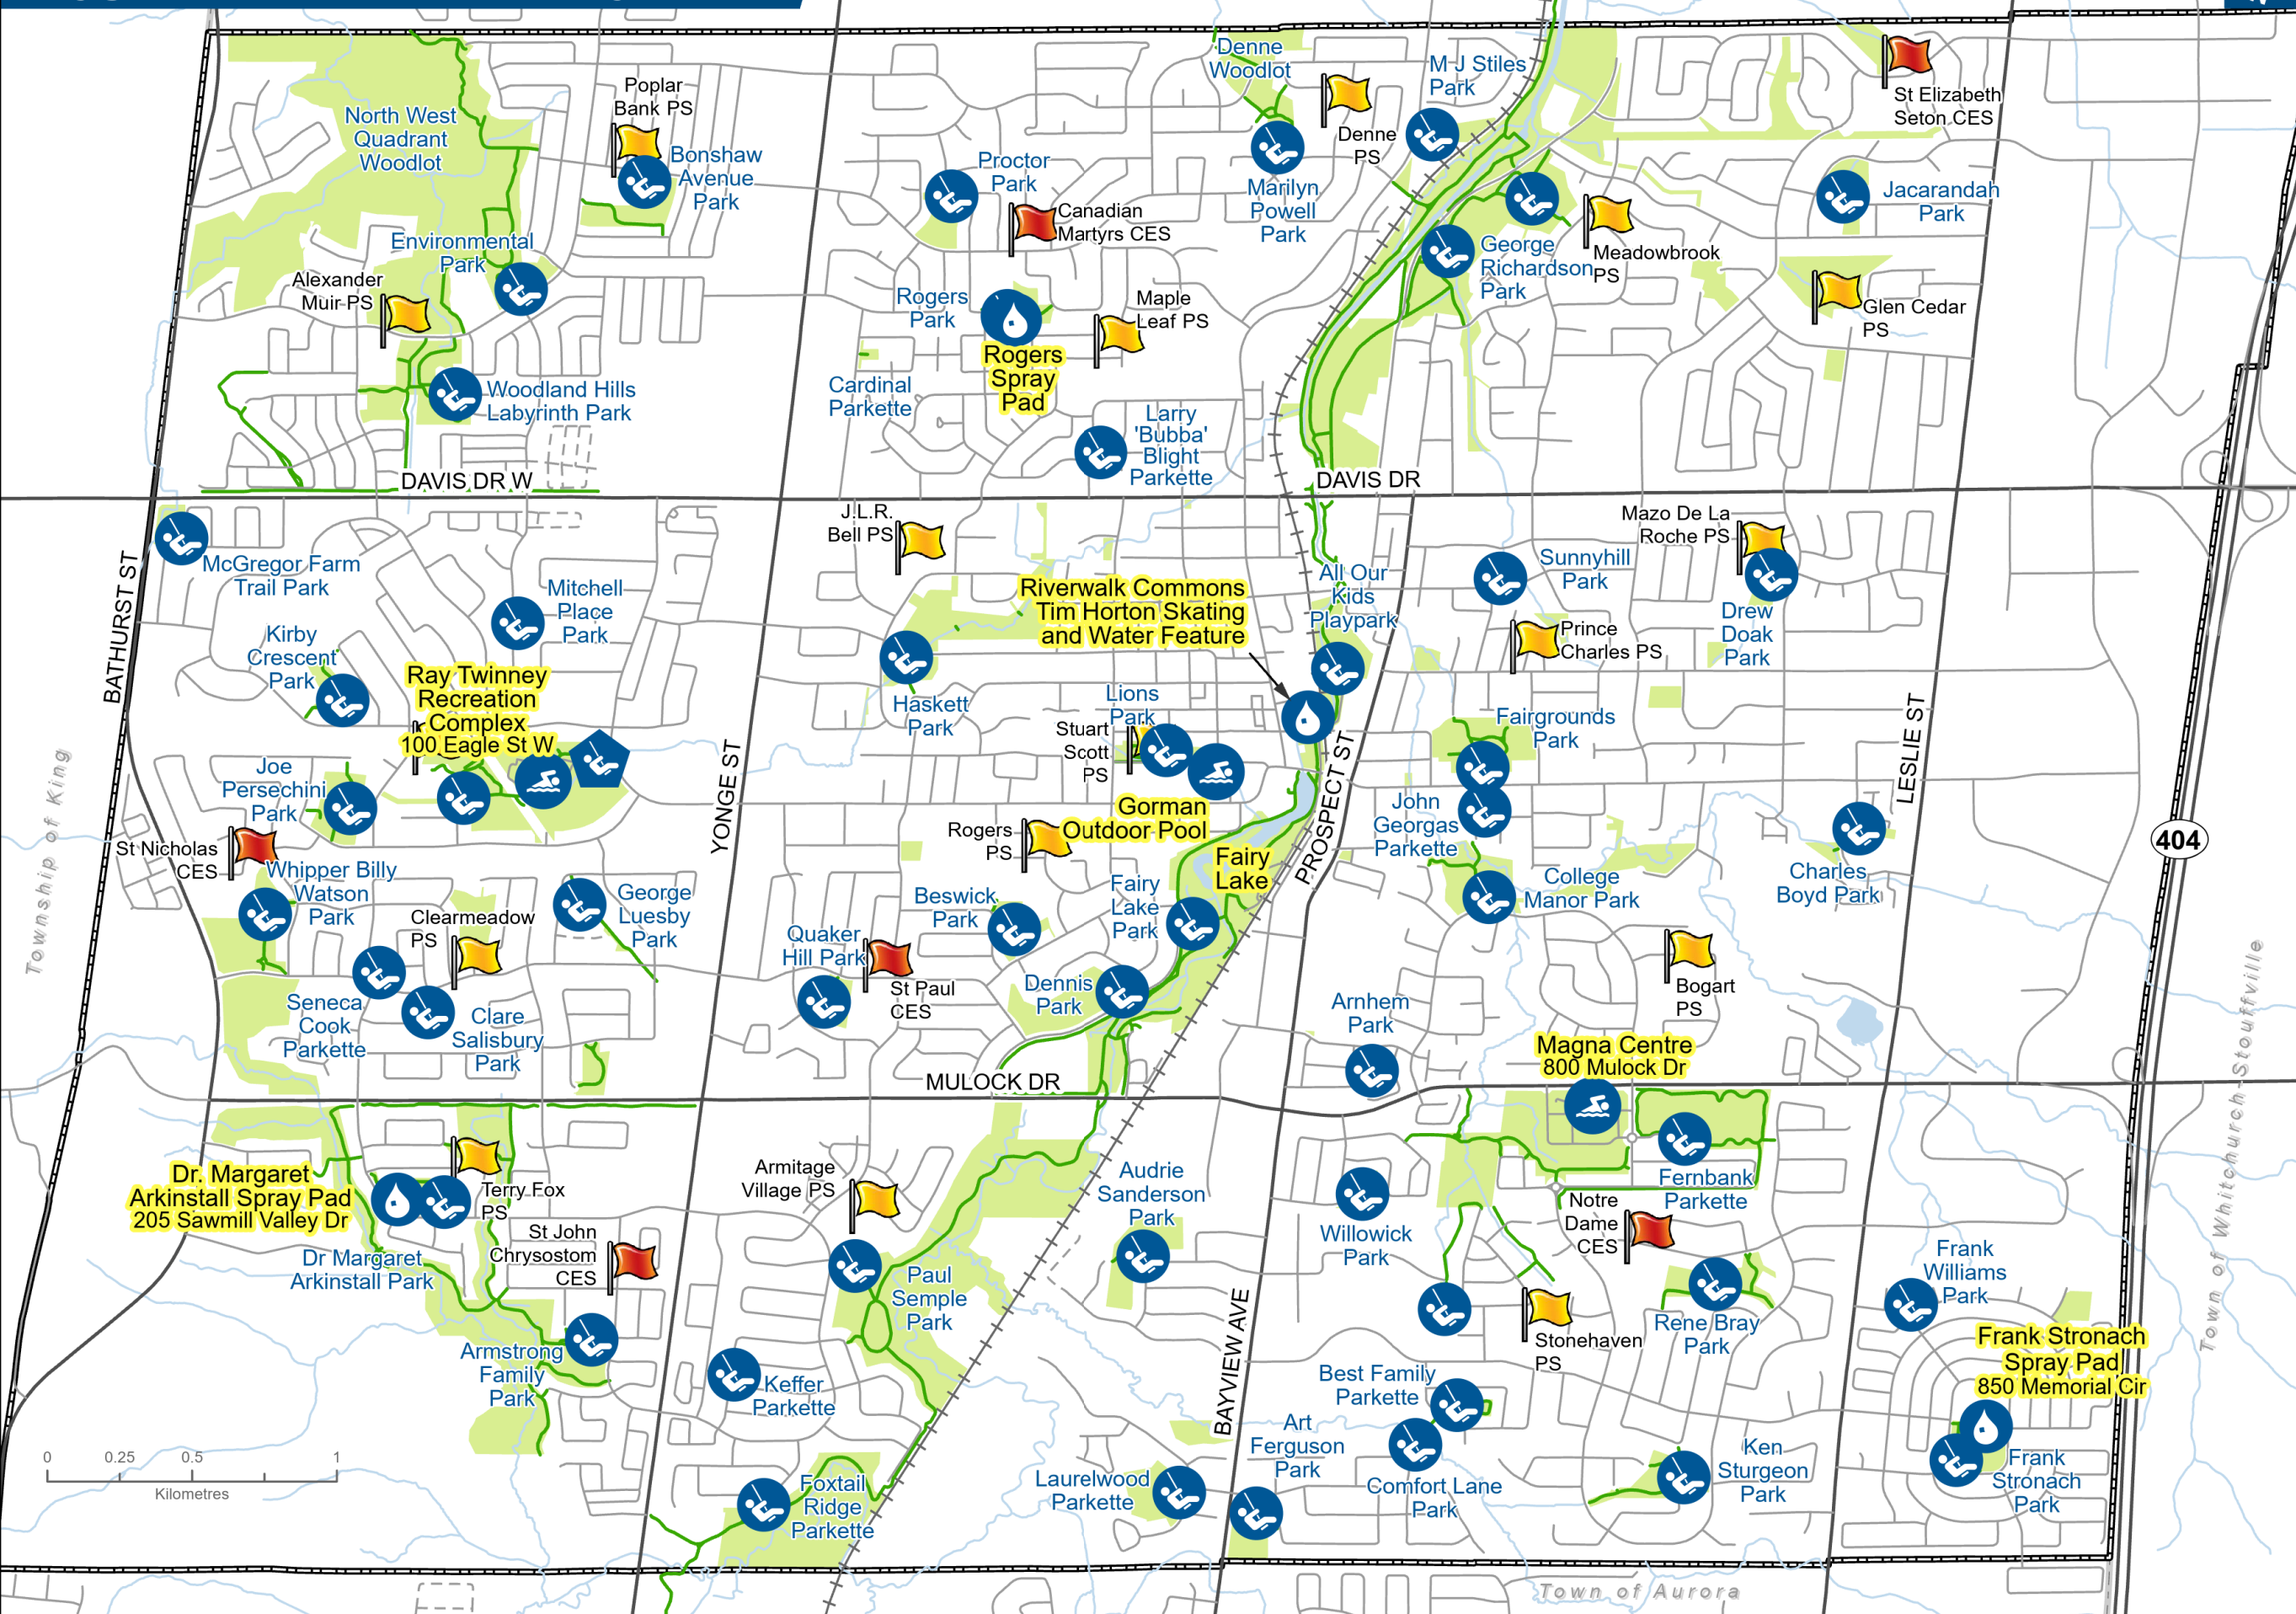 North West
Quadrant
Woodlot
Poplar
Bank PS
Bonshaw
Avenue
Park
Environmental
Park
Alexander
Muir PS
Woodland Hills
Labyrinth Park
DAVIS DR W
Proctor
Park
Canadian
Martyrs CES
Rogers
Park
Rogers
Spray
Pad
Maple
Leaf PS
Cardinal
Parkette
Larry
'Bubba'
Blight
Parkette
Denne
Woodlot
Denne
PS
Marilyn
Powell
Park
M J Stiles
Park
George
Richardson
Park
Meadowbrook
PS
St Elizabeth
Seton CES
Jacarandah
Park
Glen Cedar
PS
DAVIS DR
BATHURST ST
McGregor Farm
Trail Park
Mitchell
Place
Park
Kirby
Crescent
Park
Ray Twinney
Recreation
Complex
100 Eagle St W
Joe
Persechini
Park
St Nicholas
CES
Whipper Billy
Watson
Park
Clearmeadow
PS
George
Luesby
Park
Seneca
Cook
Parkette
Clare
Salisbury
Park
Township of King
YONGE ST
J.L.R.
Bell PS
Riverwalk Commons
Tim Horton Skating
and Water Feature
All Our
Kids
Playpark
Haskett
Park
Lions
Park
Stuart
Scott
PS
Gorman
Outdoor Pool
Rogers
PS
Fairy
Lake
Beswick
Park
Fairy
Lake
Park
Quaker
Hill Park
St Paul
CES
Dennis
Park
MULOCK DR
PROSPECT ST
Sunnyhill
Park
Mazo De La
Roche PS
Drew
Doak
Park
Prince
Charles PS
Fairgrounds
Park
John
Georgas
Parkette
College
Manor Park
Charles
Boyd Park
LESLIE ST
404
Bogart
PS
Arnhem
Park
Magna Centre
800 Mulock Dr
Town of Whitchurch-Stouffville
Dr. Margaret
Arkinstall Spray Pad
205 Sawmill Valley Dr
Terry Fox
PS
Dr Margaret
Arkinstall Park
St John
Chrysostom
CES
Armstrong
Family
Park
Armitage
Village PS
Paul
Semple
Park
Keffer
Parkette
Foxtail
Ridge
Parkette
Audrie
Sanderson
Park
BAYVIEW AVE
Laurelwood
Parkette
Art
Ferguson
Park
Willowick
Park
Fernbank
Parkette
Notre
Dame
CES
Stonehaven
PS
Rene Bray
Park
Best Family
Parkette
Comfort Lane
Park
Ken
Sturgeon
Park
Frank
Williams
Park
Frank Stronach
Spray Pad
850 Memorial Cir
Frank
Stronach
Park
0 0.25 0.5 1
Kilometres
Town of Aurora